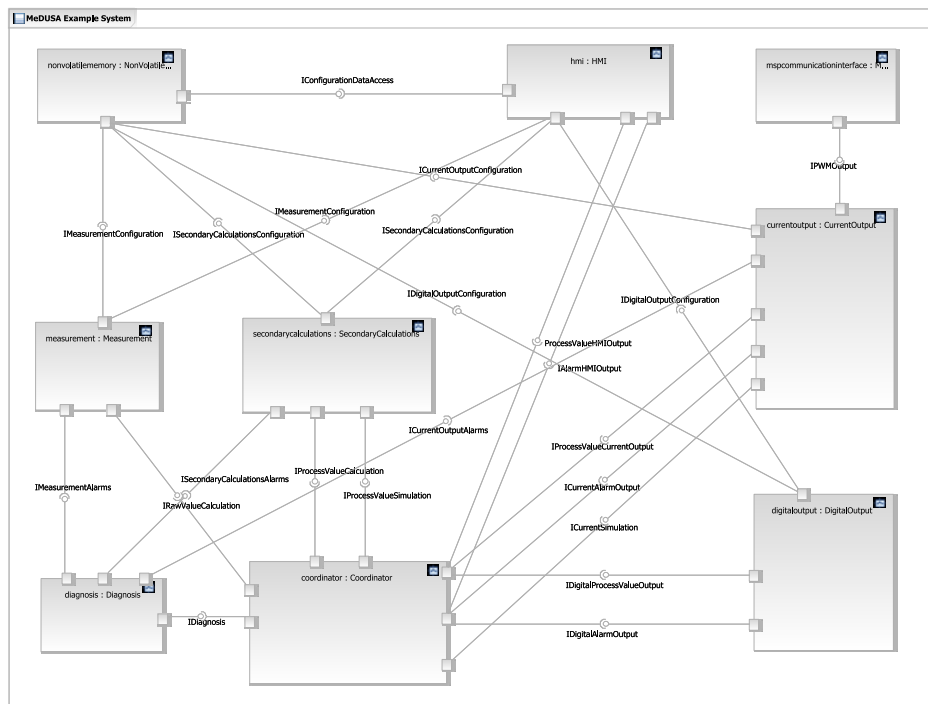 MeDUSA Example System
nonvolatilememory : NonVolatile...
hmi : HMI
mspcommunicationinterface : M...
IConfigurationDataAccess
IPWMOutput
ICurrentOutputConfiguration
IMeasurementConfiguration
currentoutput : CurrentOutput
IMeasurementConfiguration
ISecondaryCalculationsConfiguration
ISecondaryCalculationsConfiguration
IDigitalOutputConfiguration
IDigitalOutputConfiguration
measurement : Measurement
secondarycalculations : SecondaryCalculations
ProcessValueHMIOutput
IAlarmHMIOutput
ICurrentOutputAlarms
IProcessValueCurrentOutput
IProcessValueCalculation
ISecondaryCalculationsAlarms
IMeasurementAlarms
ICurrentAlarmOutput
IProcessValueSimulation
IRawValueCalculation
digitaloutput : DigitalOutput
ICurrentSimulation
coordinator : Coordinator
IDigitalProcessValueOutput
diagnosis : Diagnosis
IDiagnosis
IDigitalAlarmOutput